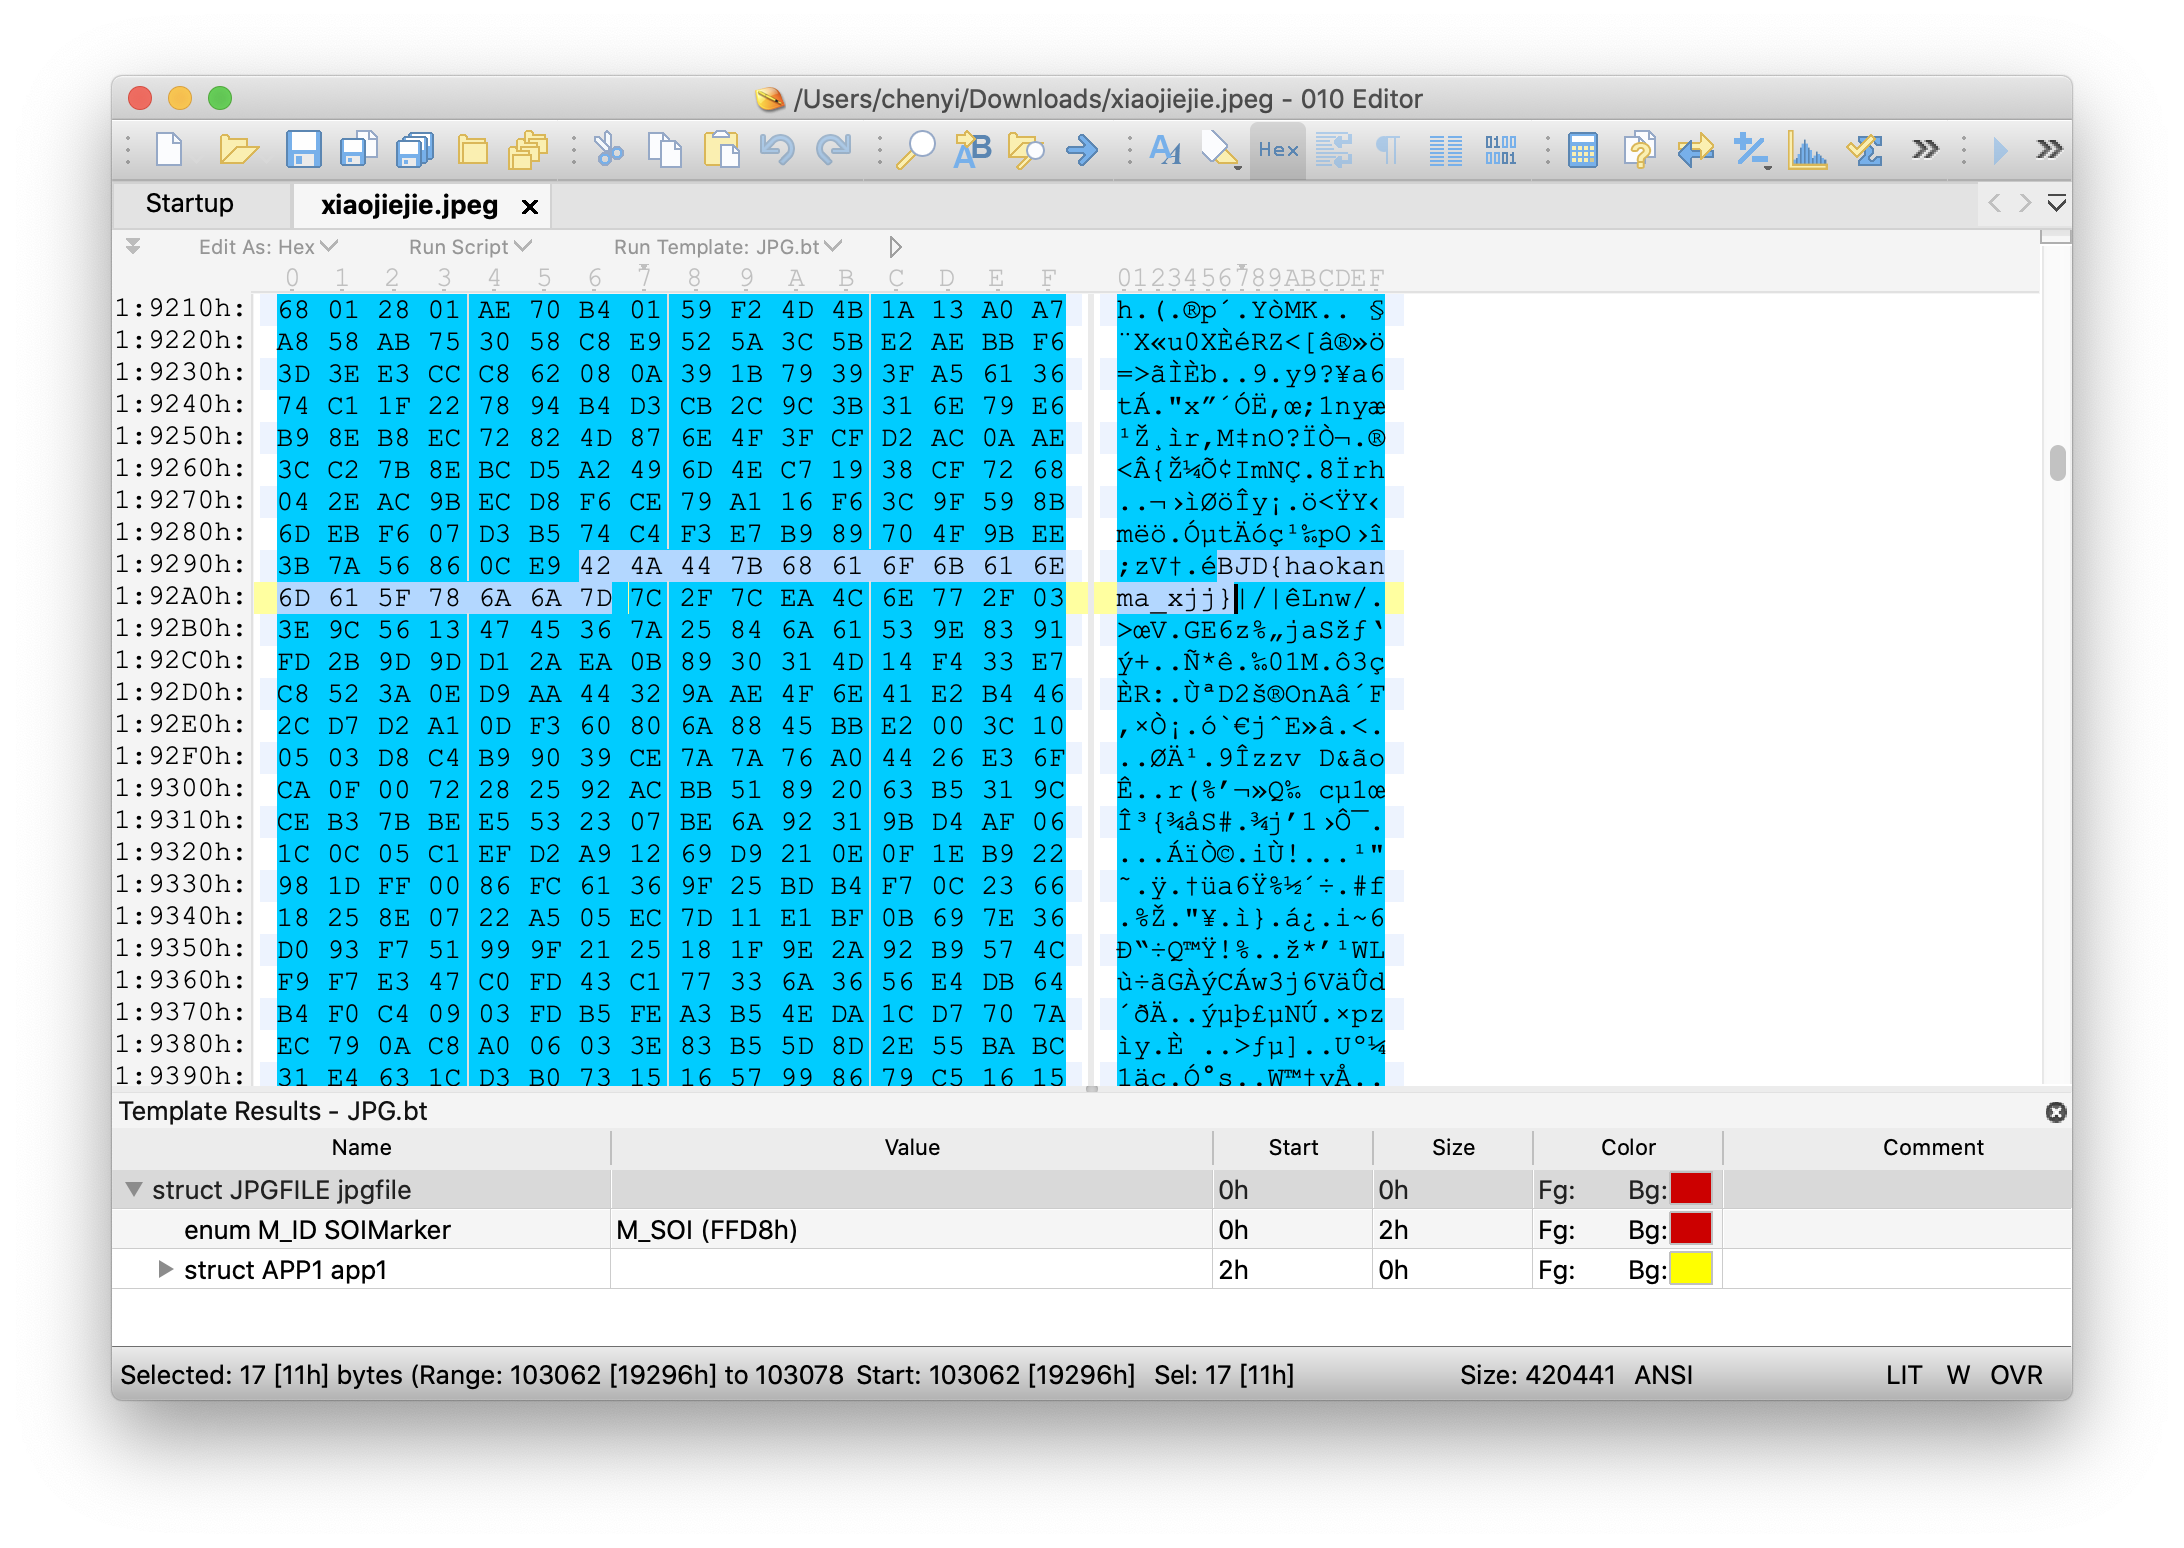 /Users/chenyi/Downloads/xiaojiejie.jpeg - 010 Editor
Hex
Startup xiaojiejie.jpeg
Edit As: Hex Run Script Run Template: JPG.bt
0 1 2 3 4 5 6 7 8 9 A B C D E F 0123456789ABCDEF
1:9210h: 68 01 28 01 AE 70 B4 01 59 F2 4D 4B 1A 13 A0 A7 h.(.®p´.YòMK.. §
1:9220h: A8 58 AB 75 30 58 C8 E9 52 5A 3C 5B E2 AE BB F6 ¨X«u0XÈéRZ<[â®»ö
1:9230h: 3D 3E E3 CC C8 62 08 0A 39 1B 79 39 3F A5 61 36 =>ãÌÈb..9.y9?¥a6
1:9240h: 74 C1 1F 22 78 94 B4 D3 CB 2C 9C 3B 31 6E 79 E6 tÁ."x”´ÓË,œ;1nyæ
1:9250h: B9 8E B8 EC 72 82 4D 87 6E 4F 3F CF D2 AC 0A AE ¹Ž¸ìr‚M‡nO?ÏÒ¬.®
1:9260h: 3C C2 7B 8E BC D5 A2 49 6D 4E C7 19 38 CF 72 68 <Â{Ž¼Õ¢ImNÇ.8Ïrh
1:9270h: 04 2E AC 9B EC D8 F6 CE 79 A1 16 F6 3C 9F 59 8B ..¬›ìØöÎy¡.ö<ŸY‹
1:9280h: 6D EB F6 07 D3 B5 74 C4 F3 E7 B9 89 70 4F 9B EE mëö.ÓµtÄóç¹‰pO›î
1:9290h: 3B 7A 56 86 0C E9 42 4A 44 7B 68 61 6F 6B 61 6E ;zV†.éBJD{haokan
1:92A0h: 6D 61 5F 78 6A 6A 7D 7C 2F 7C EA 4C 6E 77 2F 03 ma_xjj}|/|êLnw/.
1:92B0h: 3E 9C 56 13 47 45 36 7A 25 84 6A 61 53 9E 83 91 >œV.GE6z%„jaSžƒ‘
1:92C0h: FD 2B 9D 9D D1 2A EA 0B 89 30 31 4D 14 F4 33 E7 ý+..Ñ*ê.‰01M.ô3ç
1:92D0h: C8 52 3A 0E D9 AA 44 32 9A AE 4F 6E 41 E2 B4 46 ÈR:.ÙªD2š®OnAâ´F
1:92E0h: 2C D7 D2 A1 0D F3 60 80 6A 88 45 BB E2 00 3C 10 ,×Ò¡.ó`€jˆE»â.<.
1:92F0h: 05 03 D8 C4 B9 90 39 CE 7A 7A 76 A0 44 26 E3 6F ..ØÄ¹.9Îzzv D&ão
1:9300h: CA 0F 00 72 28 25 92 AC BB 51 89 20 63 B5 31 9C Ê..r(%’¬»Q‰ cµ1œ
1:9310h: CE B3 7B BE E5 53 23 07 BE 6A 92 31 9B D4 AF 06 Î³{¾åS#.¾j’1›Ô¯.
1:9320h: 1C 0C 05 C1 EF D2 A9 12 69 D9 21 0E 0F 1E B9 22 ...ÁïÒ©.iÙ!...¹"
1:9330h: 98 1D FF 00 86 FC 61 36 9F 25 BD B4 F7 0C 23 66 ˜.ÿ.†üa6Ÿ%½´÷.#f
1:9340h: 18 25 8E 07 22 A5 05 EC 7D 11 E1 BF 0B 69 7E 36 .%Ž."¥.ì}.á¿.i~6
1:9350h: D0 93 F7 51 99 9F 21 25 18 1F 9E 2A 92 B9 57 4C Ð“÷Q™Ÿ!%..ž*’¹WL
1:9360h: F9 F7 E3 47 C0 FD 43 C1 77 33 6A 36 56 E4 DB 64 ù÷ãGÀýCÁw3j6VäÛd
1:9370h: B4 F0 C4 09 03 FD B5 FE A3 B5 4E DA 1C D7 70 7A ´ðÄ..ýµþ£µNÚ.×pz
1:9380h: EC 79 0A C8 A0 06 03 3E 83 B5 5D 8D 2E 55 BA BC ìy.È ..>ƒµ]..Uº¼
1:9390h: 31 E4 63 1C D3 B0 73 15 16 57 99 86 79 C5 16 15 1äc.Ó°s..W™†yÅ..
Template Results - JPG.bt
Name Value Start Size Color Comment
struct JPGFILE jpgfile 0h 0h Fg: Bg:
enum M_ID SOIMarker M_SOI (FFD8h) 0h 2h Fg: Bg:
struct APP1 app1 2h 0h Fg: Bg:
Selected: 17 [11h] bytes (Range: 103062 [19296h] to 103078 Start: 103062 [19296h] Sel: 17 [11h] Size: 420441 ANSI LIT W OVR